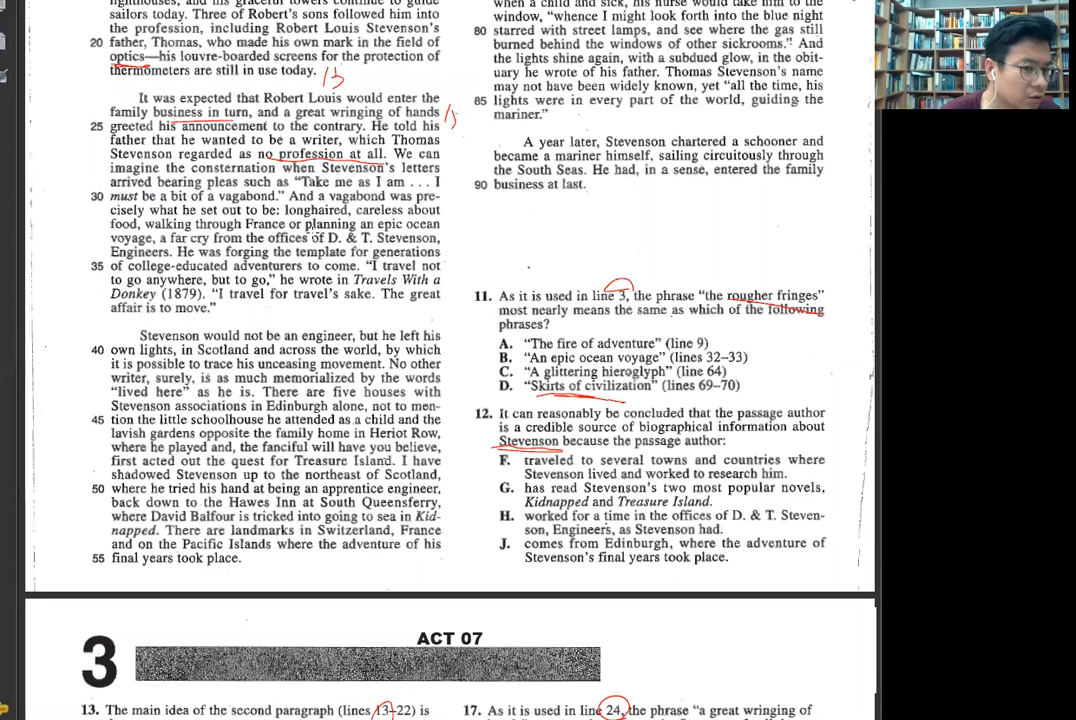 lighthouses, and his graceful towers continue to guide
sailors today. Three of Robert's sons followed him into
the profession, including Robert Louis Stevenson's
20 father, Thomas, who made his own mark in the field of
optics—his louvre-boarded screens for the protection of
thermometers are still in use today.
It was expected that Robert Louis would enter the
family business in turn, and a great wringing of hands
25 greeted his announcement to the contrary. He told his
father that he wanted to be a writer, which Thomas
Stevenson regarded as no profession at all. We can
imagine the consternation when Stevenson's letters
arrived bearing pleas such as "Take me as I am . . . I
30 must be a bit of a vagabond." And a vagabond was pre-
cisely what he set out to be: longhaired, careless about
food, walking through France or planning an epic ocean
voyage, a far cry from the offices of D. & T. Stevenson,
Engineers. He was forging the template for generations
35 of college-educated adventurers to come. "I travel not
to go anywhere, but to go," he wrote in Travels With a
Donkey (1879). "I travel for travel's sake. The great
affair is to move."
Stevenson would not be an engineer, but he left his
40 own lights, in Scotland and across the world, by which
it is possible to trace his unceasing movement. No other
writer, surely, is as much memorialized by the words
"lived here" as he is. There are five houses with
Stevenson associations in Edinburgh alone, not to men-
45 tion the little schoolhouse he attended as a child and the
lavish gardens opposite the family home in Heriot Row,
where he played and, the fanciful will have you believe,
first acted out the quest for Treasure Island. I have
shadowed Stevenson up to the northeast of Scotland,
50 where he tried his hand at being an apprentice engineer,
back down to the Hawes Inn at South Queensferry,
where David Balfour is tricked into going to sea in Kid-
napped. There are landmarks in Switzerland, France
and on the Pacific Islands where the adventure of his
55 final years took place.
when a child and sick, his nurse would take him to the
window, "whence I might look forth into the blue night
80 starred with street lamps, and see where the gas still
burned behind the windows of other sickrooms." And
the lights shine again, with a subdued glow, in the obit-
uary he wrote of his father. Thomas Stevenson's name
may not have been widely known, yet "all the time, his
85 lights were in every part of the world, guiding the
mariner."
A year later, Stevenson chartered a schooner and
became a mariner himself, sailing circuitously through
the South Seas. He had, in a sense, entered the family
90 business at last.
11. As it is used in line 3, the phrase "the rougher fringes"
most nearly means the same as which of the following
phrases?
A. "The fire of adventure" (line 9)
B. "An epic ocean voyage" (lines 32–33)
C. "A glittering hieroglyph" (line 64)
D. "Skirts of civilization" (lines 69–70)
12. It can reasonably be concluded that the passage author
is a credible source of biographical information about
Stevenson because the passage author:
F. traveled to several towns and countries where
Stevenson lived and worked to research him.
G. has read Stevenson's two most popular novels,
Kidnapped and Treasure Island.
H. worked for a time in the offices of D. & T. Steven-
son, Engineers, as Stevenson had.
J. comes from Edinburgh, where the adventure of
Stevenson's final years took place.
3
ACT 07
13. The main idea of the second paragraph (lines 13–22) is
17. As it is used in line 24, the phrase "a great wringing of